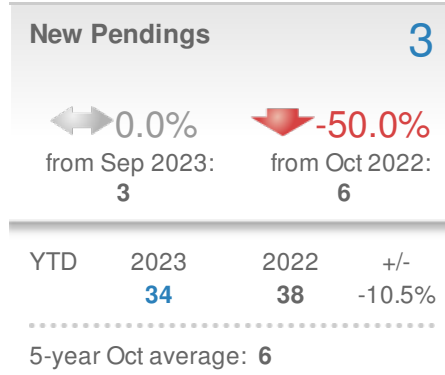 New Pendings 3
0.0% -50.0%
from Sep 2023: from Oct 2022:
3 6
YTD 2023 2022 +/-
34 38 -10.5%
5-year Oct average: 6